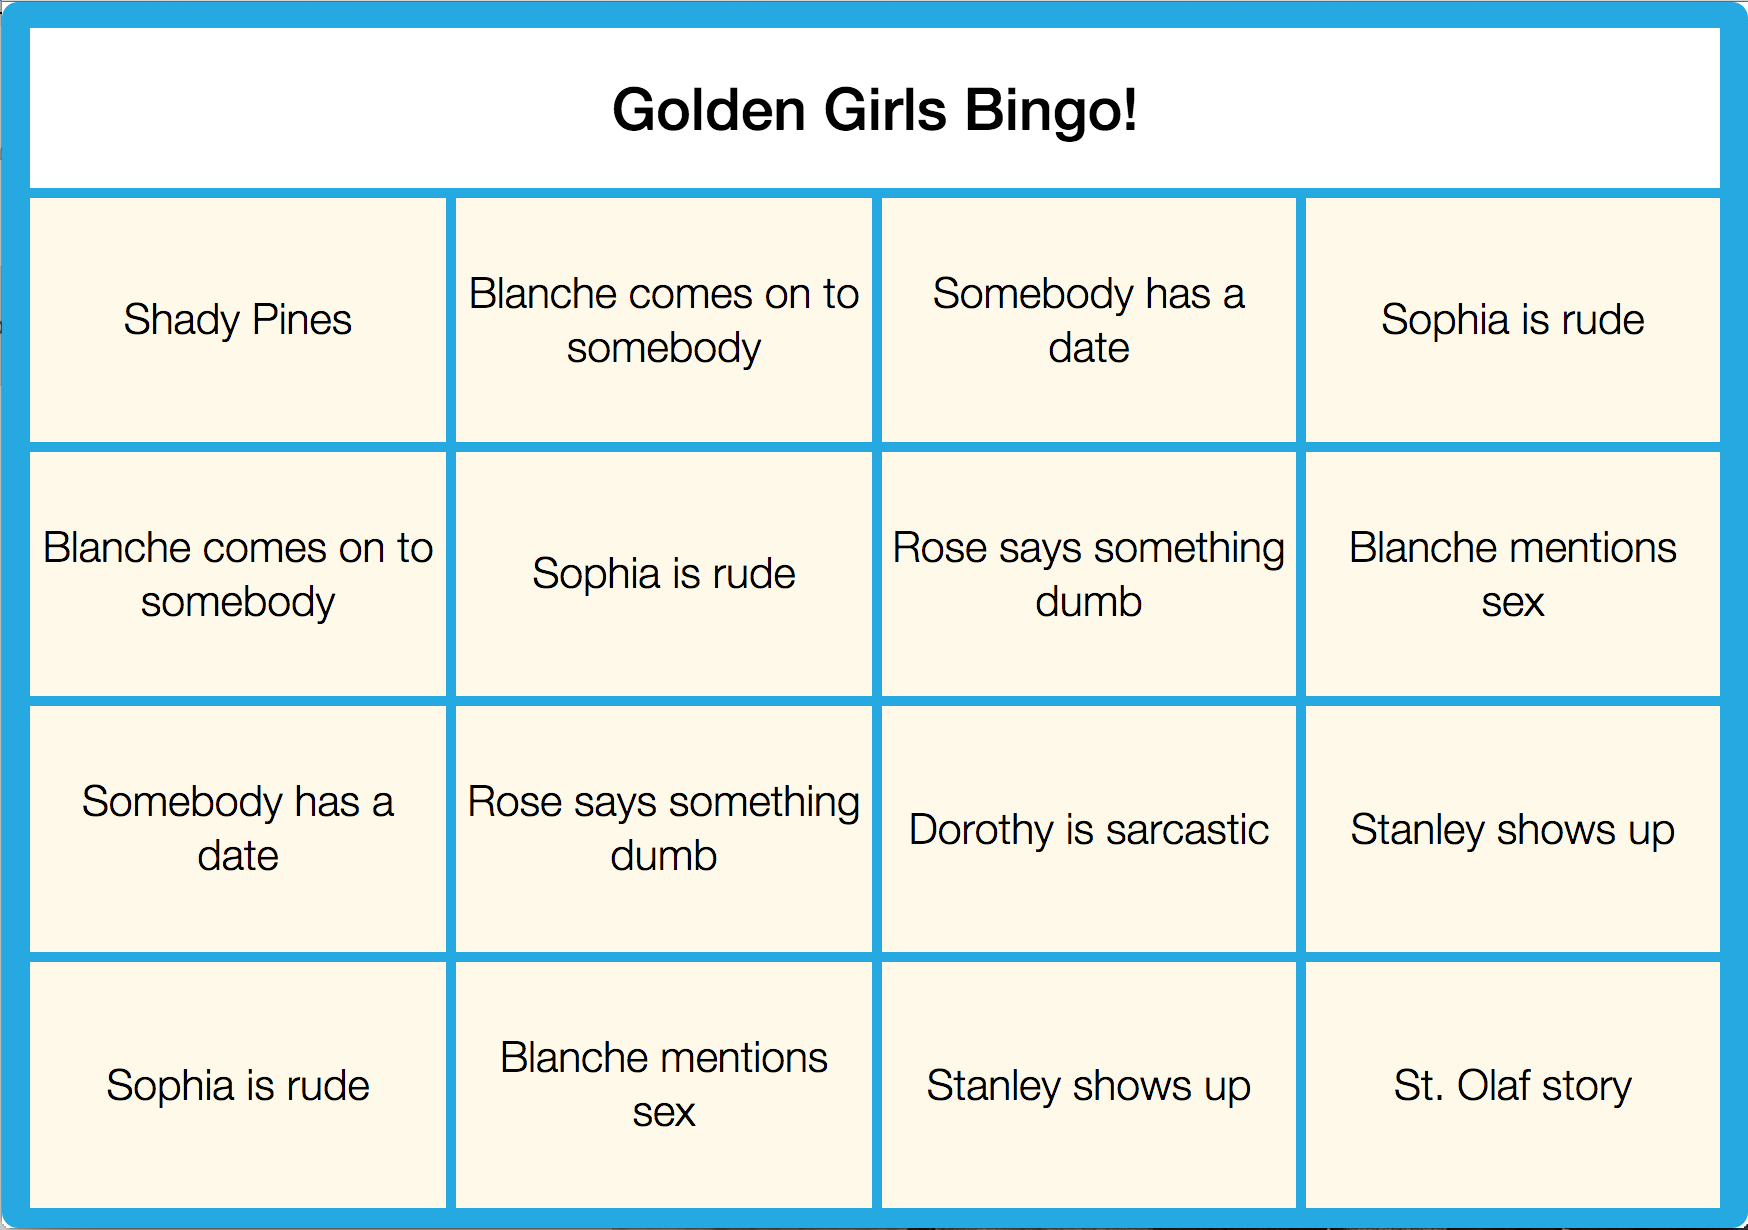 Golden Girls Bingo!
Shady Pines
Blanche comes on to
somebody
Somebody has a
date
Sophia is rude
Blanche comes on to
somebody
Sophia is rude
Rose says something
dumb
Blanche mentions
sex
Somebody has a
date
Rose says something
dumb
Dorothy is sarcastic
Stanley shows up
Sophia is rude
Blanche mentions
sex
Stanley shows up
St. Olaf story